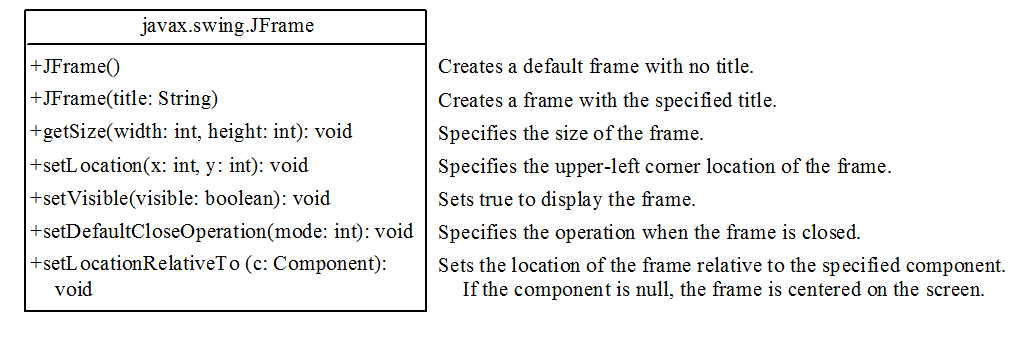 javax.swing.JFrame
+JFrame() Creates a default frame with no title.
+JFrame(title: String) Creates a frame with the specified title.
+getSize(width: int, height: int): void Specifies the size of the frame.
+setLocation(x: int, y: int): void Specifies the upper-left corner location of the frame.
+setVisible(visible: boolean): void Sets true to display the frame.
+setDefaultCloseOperation(mode: int): void Specifies the operation when the frame is closed.
+setLocationRelativeTo (c: Component): Sets the location of the frame relative to the specified component.
void If the component is null, the frame is centered on the screen.